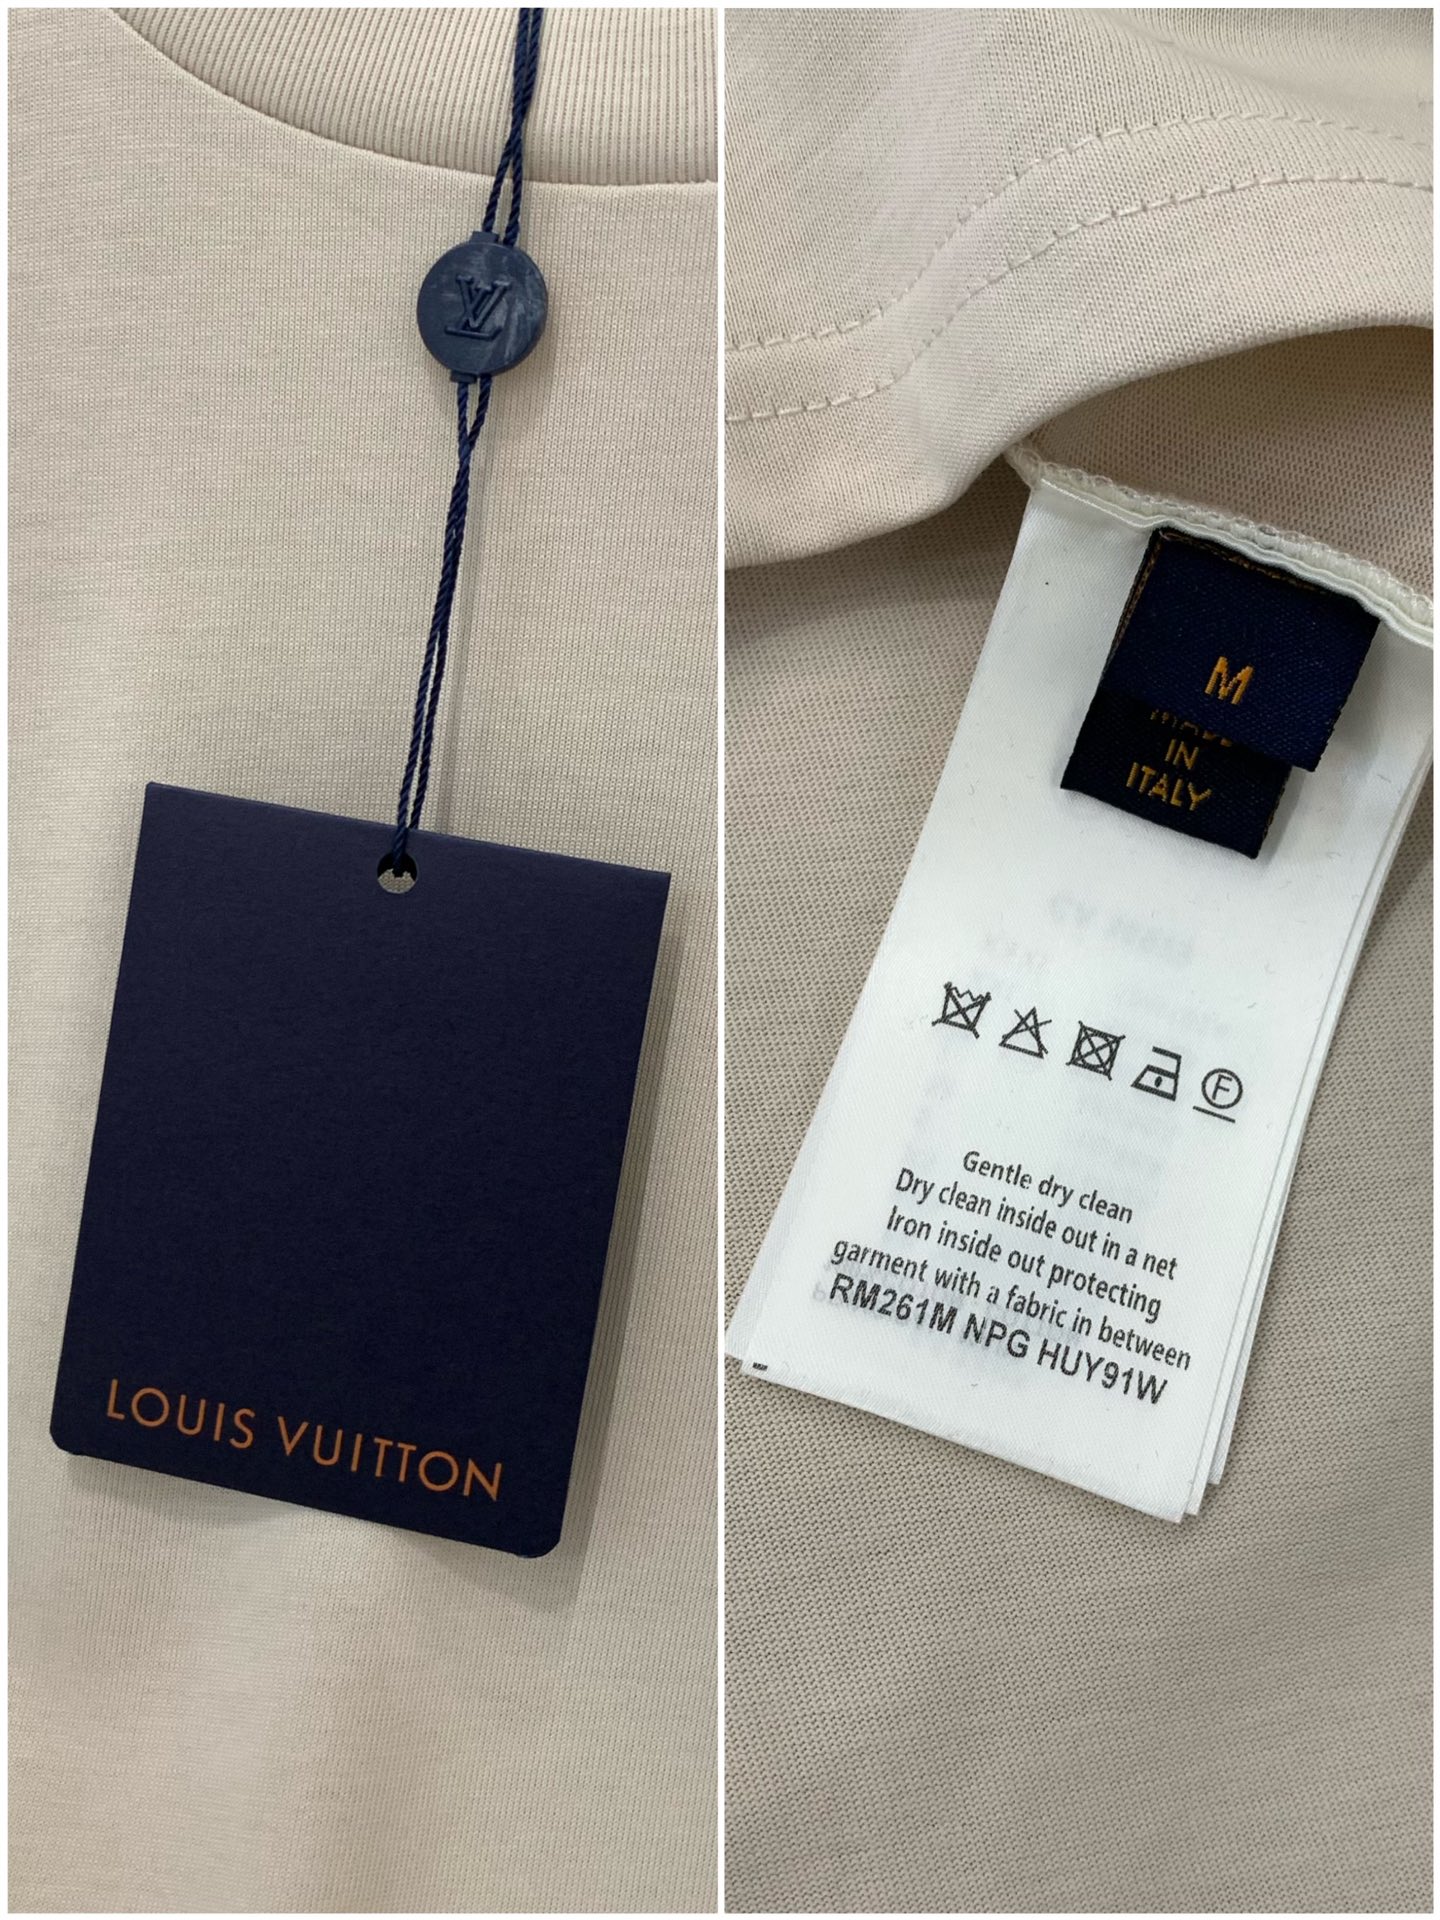 LV
LOUIS VUITTON
M
MADE
IN
ITALY
F
Gentle dry clean
Dry clean inside out in a net
Iron inside out protecting
garment with a fabric in between
RM261M NPG HUY91W